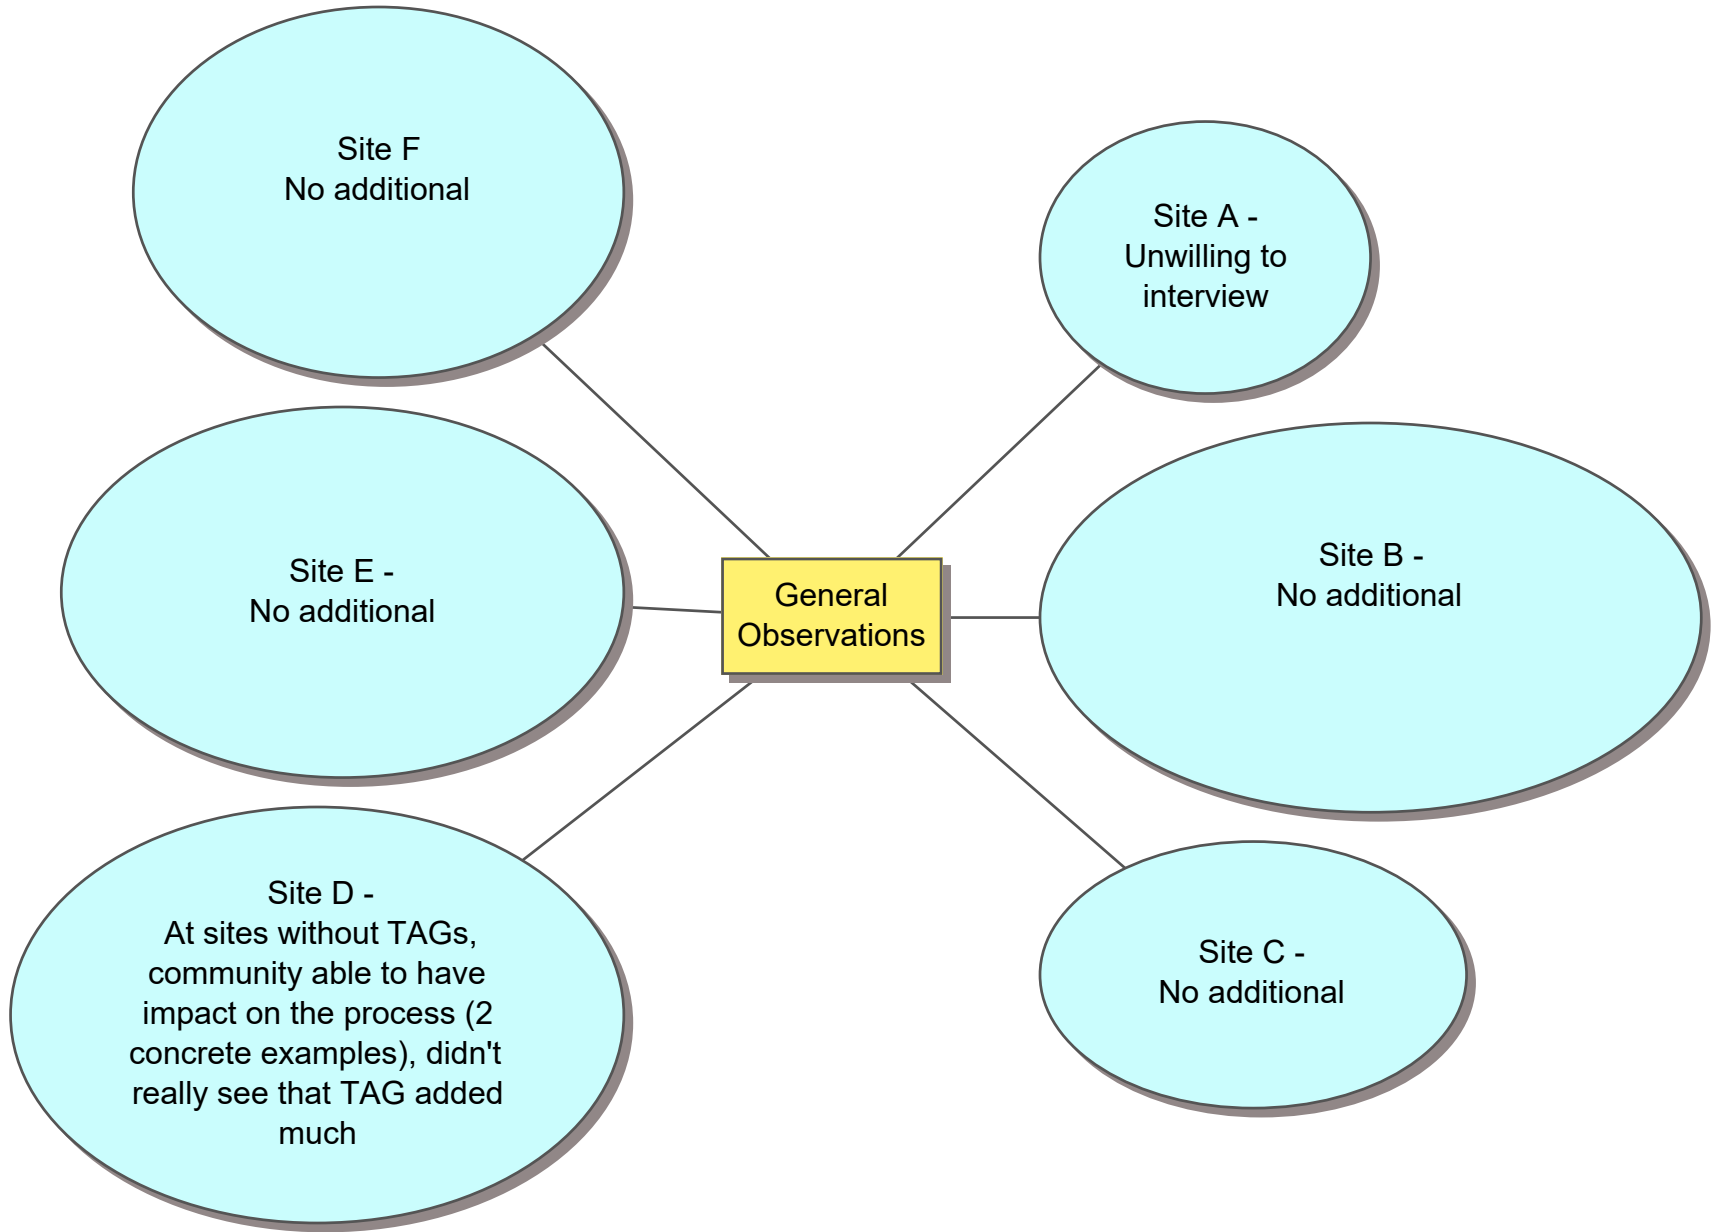 Site F
No additional
Site A -
Unwilling to
interview
Site E -
No additional
General
Observations
Site B -
No additional
Site D -
At sites without TAGs,
community able to have
impact on the process (2
concrete examples), didn't
really see that TAG added
much
Site C -
No additional